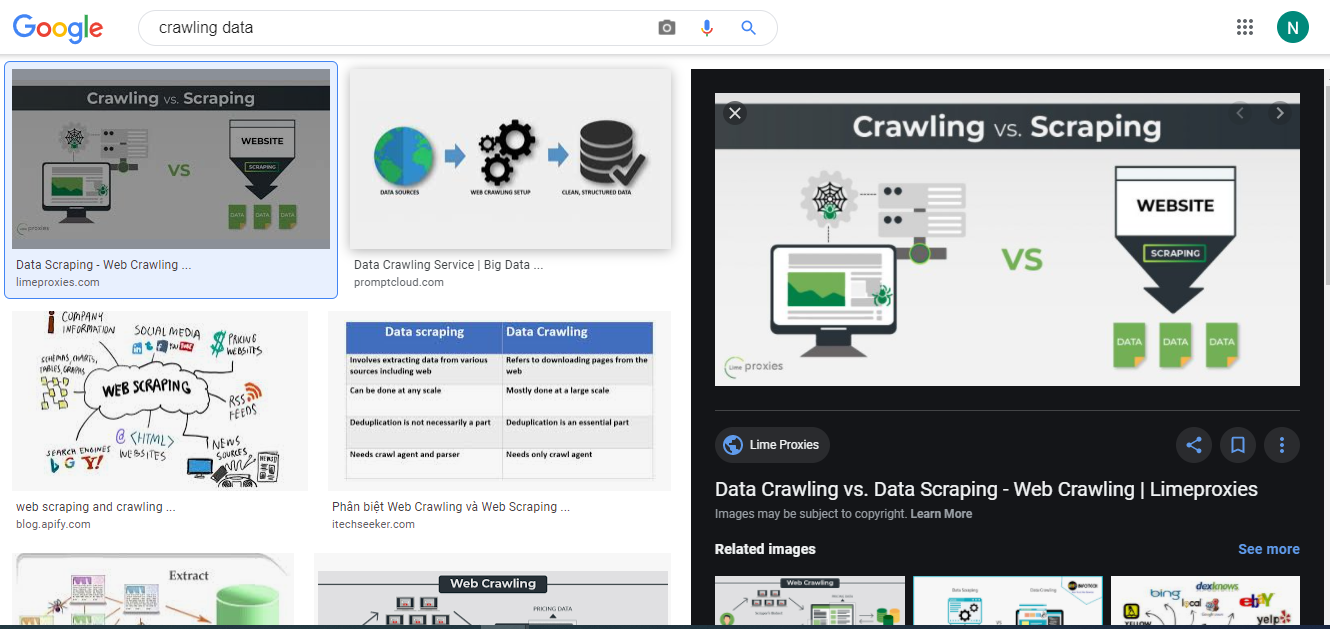 Google
crawling data
N
Crawling vs. Scraping
WEBSITE
SCRAPING
VS
DATA DATA DATA
Lime proxies
Data Scraping - Web Crawling ...
limeproxies.com
DATA SOURCES
WEB CRAWLING SETUP
CLEAN, STRUCTURED DATA
Data Crawling Service | Big Data ...
promptcloud.com
COMPANY
INFORMATION
SOCIAL MEDIA
PRICING
WEBSITES
SCHEMAS, CHARTS,
TABLES, GRAPHS
WEB SCRAPING
RSS
FEEDS
@ <HTML>
WEBSITES
SEARCH ENGINES
NEWS
SOURCES
NEWS
web scraping and crawling ...
blog.apify.com
Data scraping Data Crawling
Involves extracting data from various Refers to downloading pages from the
sources including web web
Can be done at any scale Mostly done at a large scale
Deduplication is not necessarily a part Deduplication is an essential part
Needs crawl agent and parser Needs only crawl agent
Phân biệt Web Crawling và Web Scraping ...
itechseeker.com
Extract
Web Crawling
PRICING DATA
Crawling vs. Scraping
WEBSITE
SCRAPING
VS
DATA DATA DATA
Lime proxies
Lime Proxies
Data Crawling vs. Data Scraping - Web Crawling | Limeproxies
Images may be subject to copyright. Learn More
Related images See more
Web Crawling
Data Scraping
Data Crawling
INFOTECH
bing
dexknows
local
ebay
YELLOW
yelp